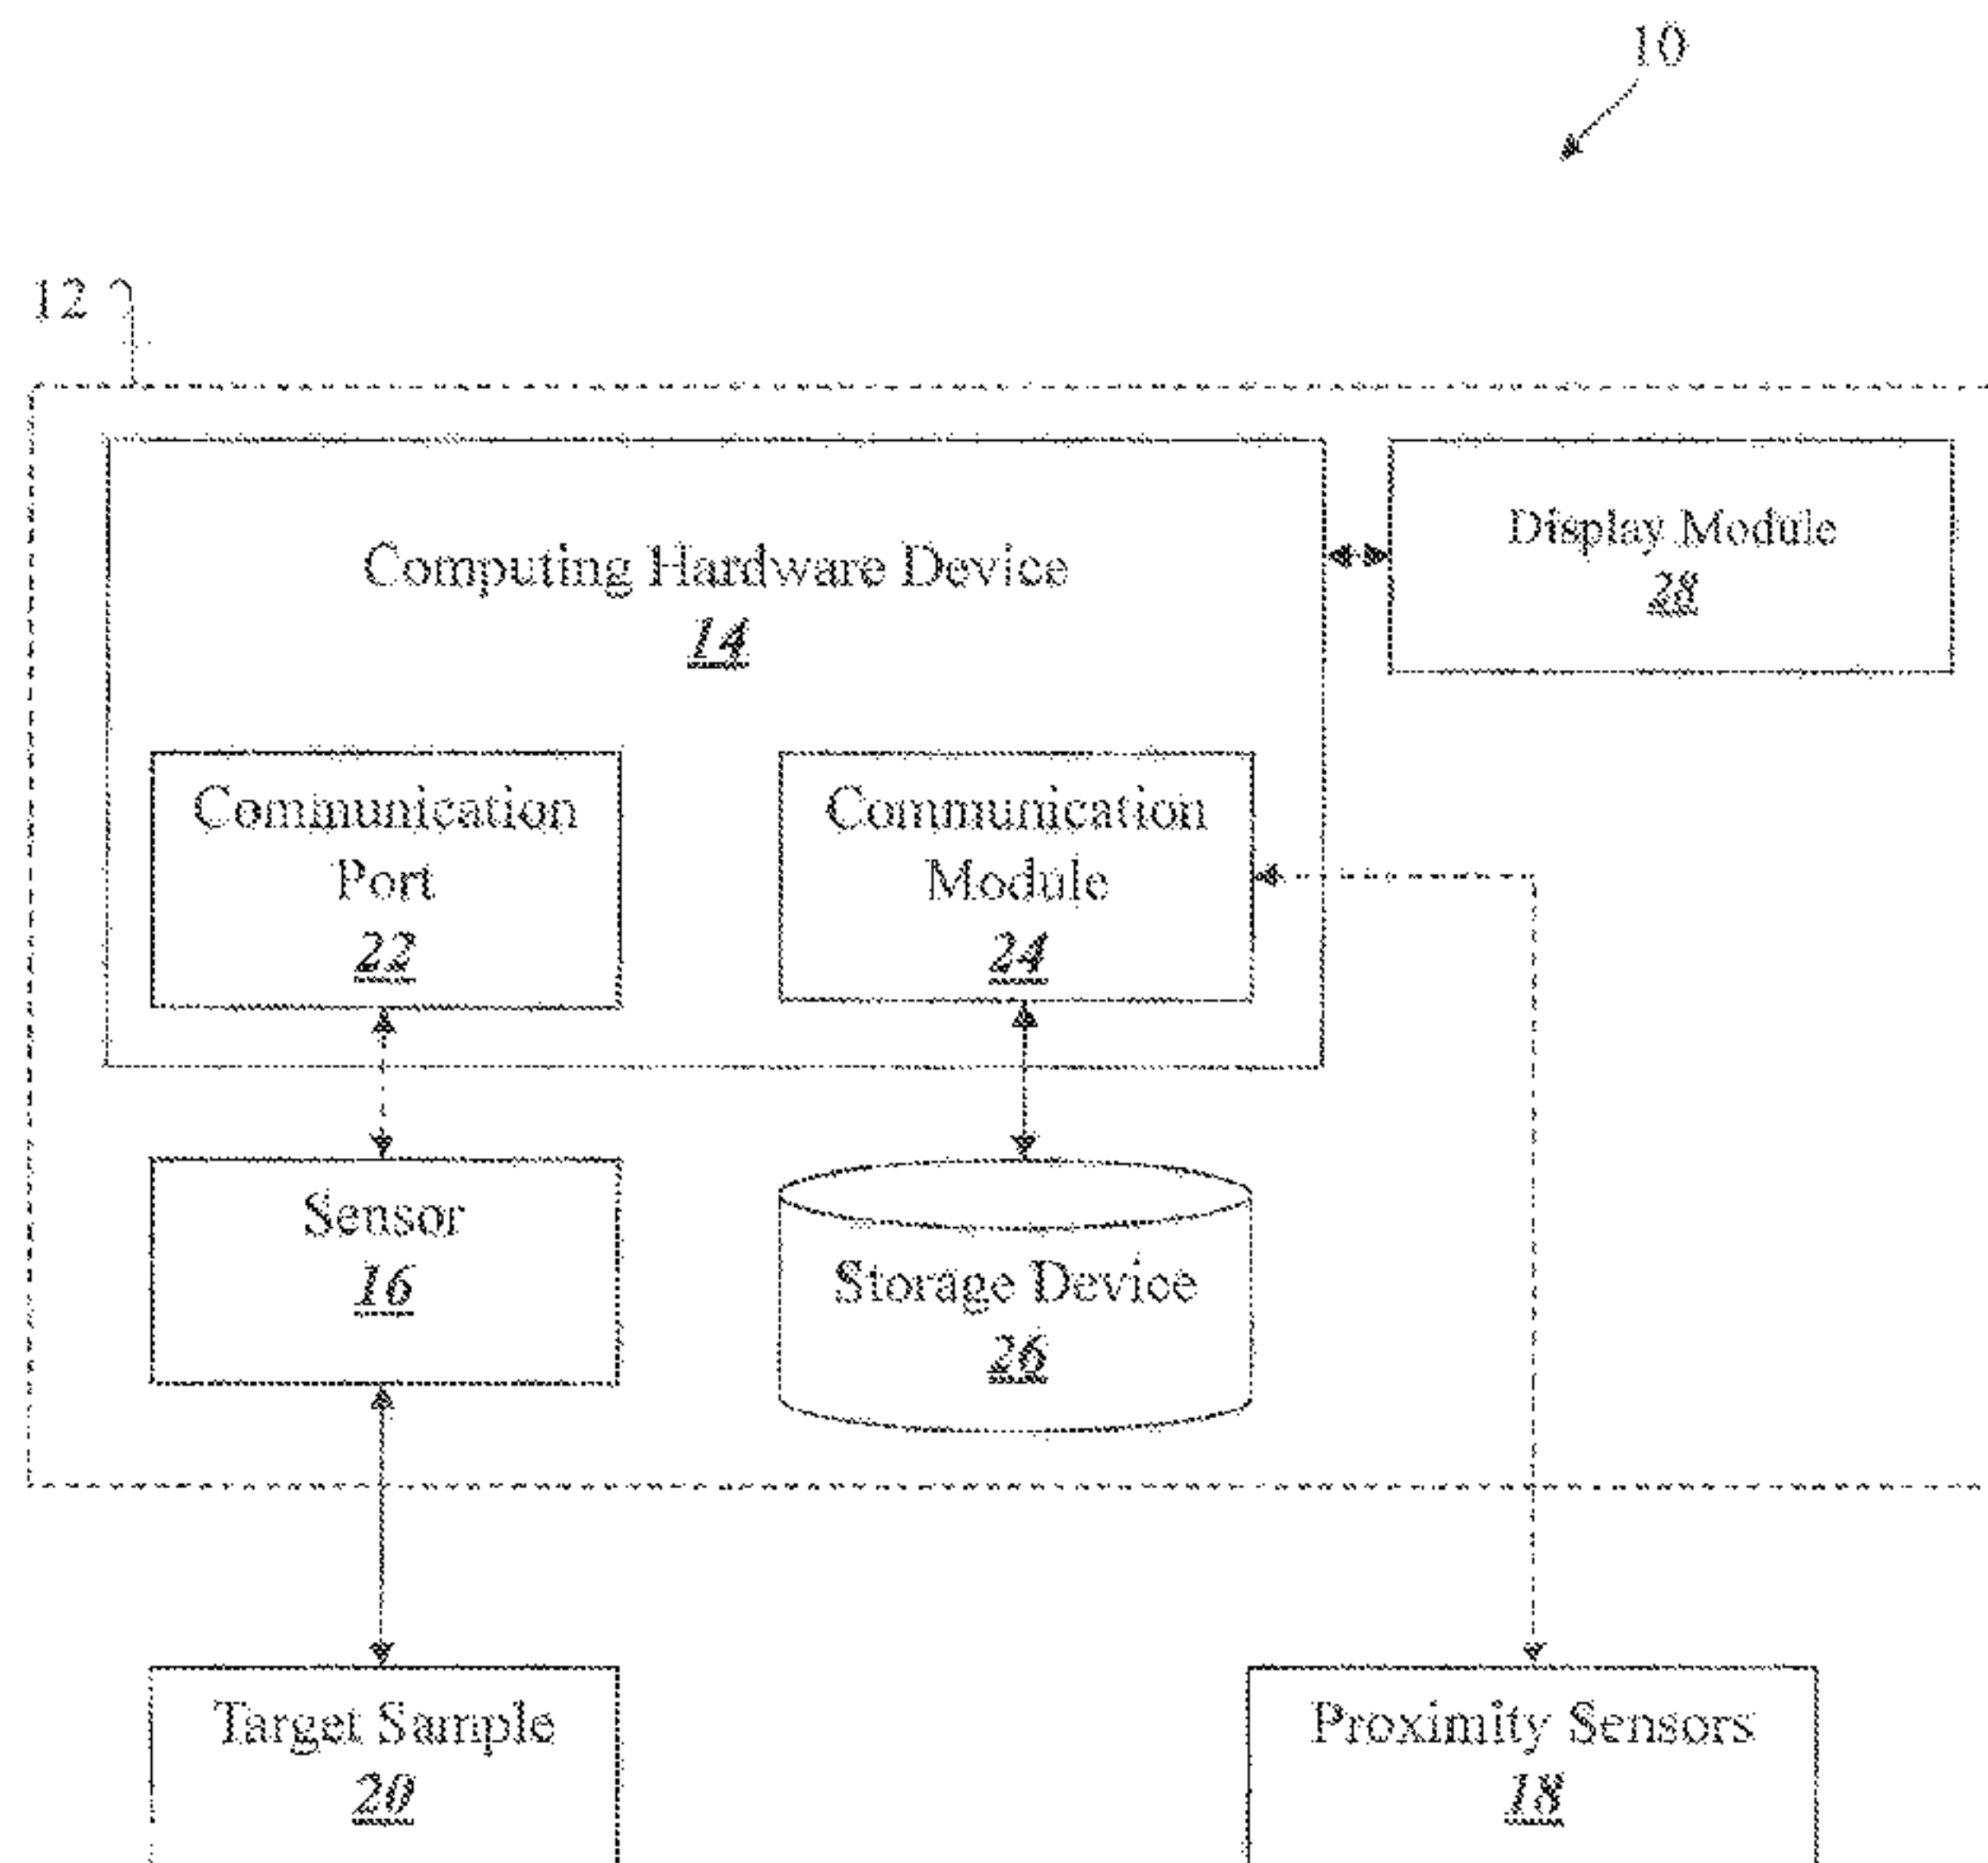 10
12
Computing Hardware Device
14
Display Module
28
Communication
Port
22
Communication
Module
24
Sensor
16
Storage Device
26
Target Sample
20
Proximity Sensors
18